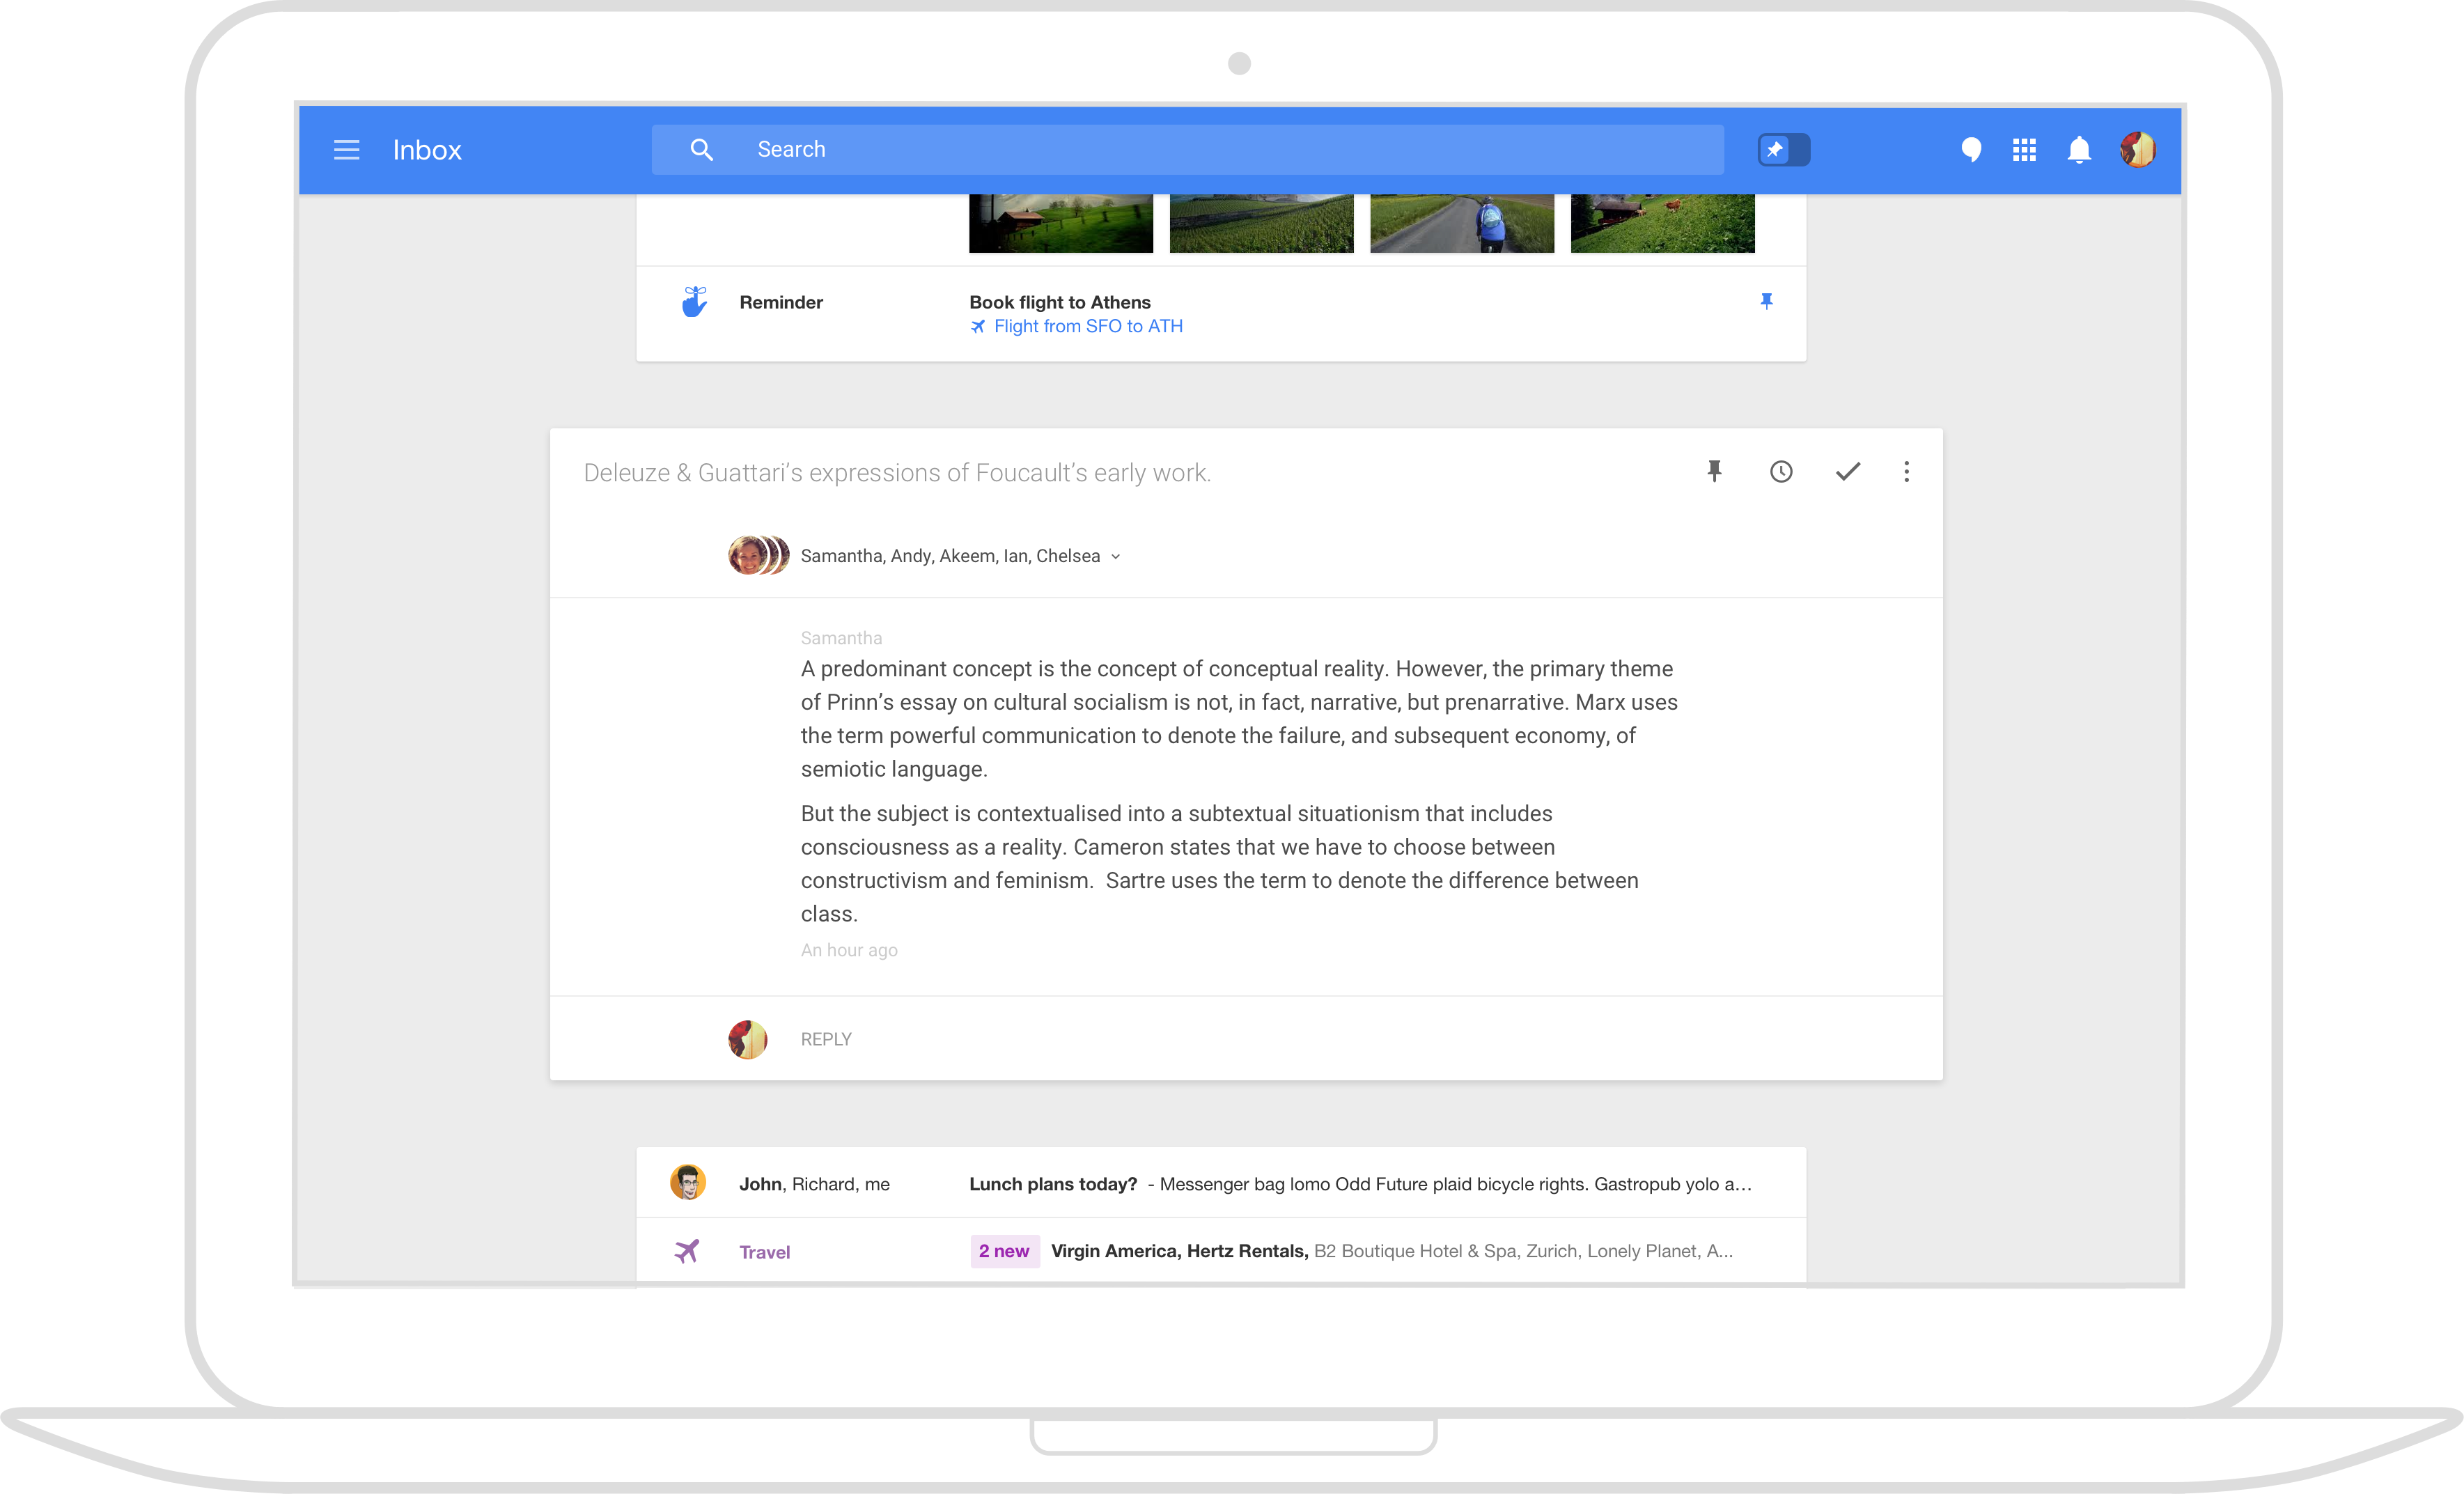 Inbox
Search
Reminder
Book flight to Athens
Flight from SFO to ATH
Deleuze & Guattari’s expressions of Foucault’s early work.
Samantha, Andy, Akeem, Ian, Chelsea
Samantha
A predominant concept is the concept of conceptual reality. However, the primary theme
of Prinn’s essay on cultural socialism is not, in fact, narrative, but prenarrative. Marx uses
the term powerful communication to denote the failure, and subsequent economy, of
semiotic language.
But the subject is contextualised into a subtextual situationism that includes
consciousness as a reality. Cameron states that we have to choose between
constructivism and feminism.  Sartre uses the term to denote the difference between
class.
An hour ago
REPLY
John, Richard, me
Lunch plans today? - Messenger bag lomo Odd Future plaid bicycle rights. Gastropub yolo a…
Travel
2 new Virgin America, Hertz Rentals, B2 Boutique Hotel & Spa, Zurich, Lonely Planet, A...